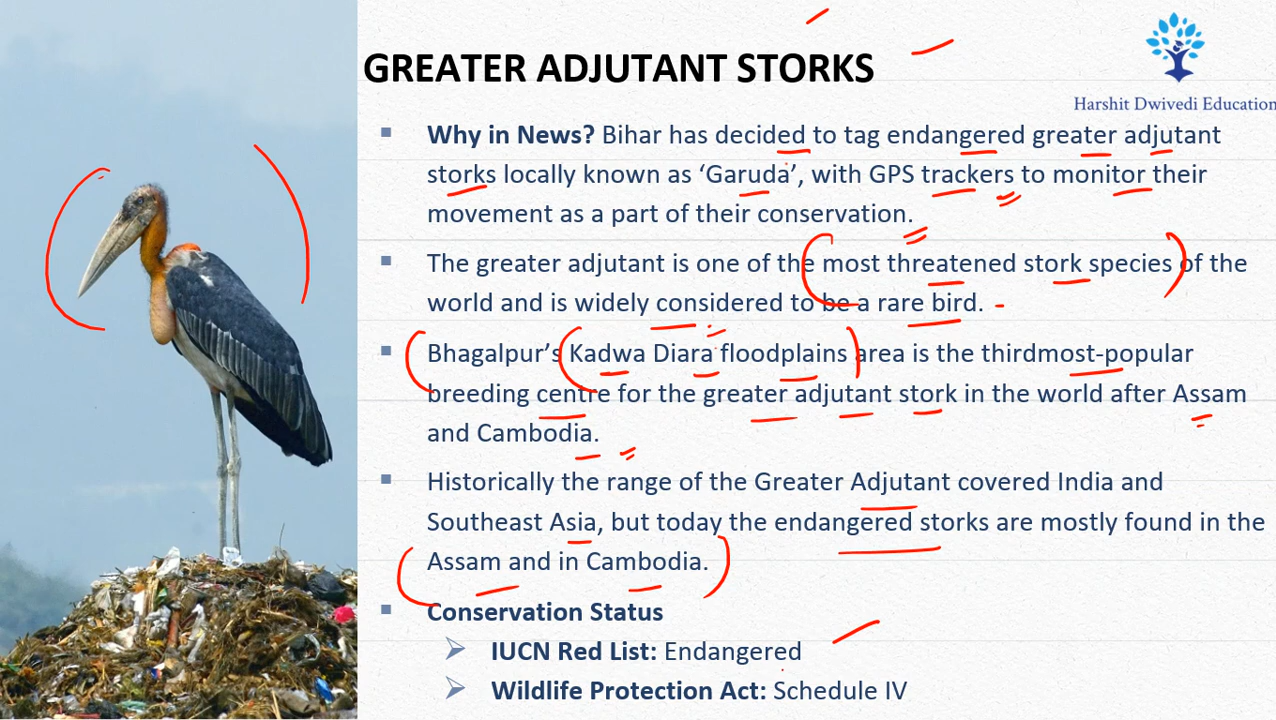 GREATER ADJUTANT STORKS
Harshit Dwivedi Education
Why in News? Bihar has decided to tag endangered greater adjutant
storks locally known as ‘Garuda’, with GPS trackers to monitor their
movement as a part of their conservation.
The greater adjutant is one of the most threatened stork species of the
world and is widely considered to be a rare bird.
Bhagalpur’s Kadwa Diara floodplains area is the thirdmost-popular
breeding centre for the greater adjutant stork in the world after Assam
and Cambodia.
Historically the range of the Greater Adjutant covered India and
Southeast Asia, but today the endangered storks are mostly found in the
Assam and in Cambodia.
Conservation Status
IUCN Red List: Endangered
Wildlife Protection Act: Schedule IV